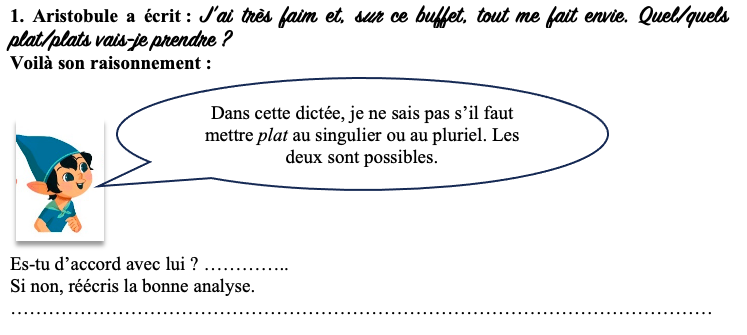 1. Aristobule a écrit : J'ai très faim et, sur ce buffet, tout me fait envie. Quel/quels
plat/plats vais-je prendre ?
Voilà son raisonnement :
Dans cette dictée, je ne sais pas s'il faut
mettre plat au singulier ou au pluriel. Les
deux sont possibles.
Es-tu d'accord avec lui ? …………..
Si non, réécris la bonne analyse.
……………………………………………………………………………………………………